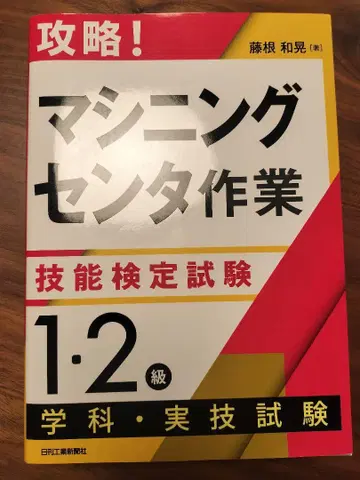 攻略!
藤根 和晃[著]
マシニング
センタ作業
技能検定試験
1・2級
学科・実技試験
日刊工業新聞社